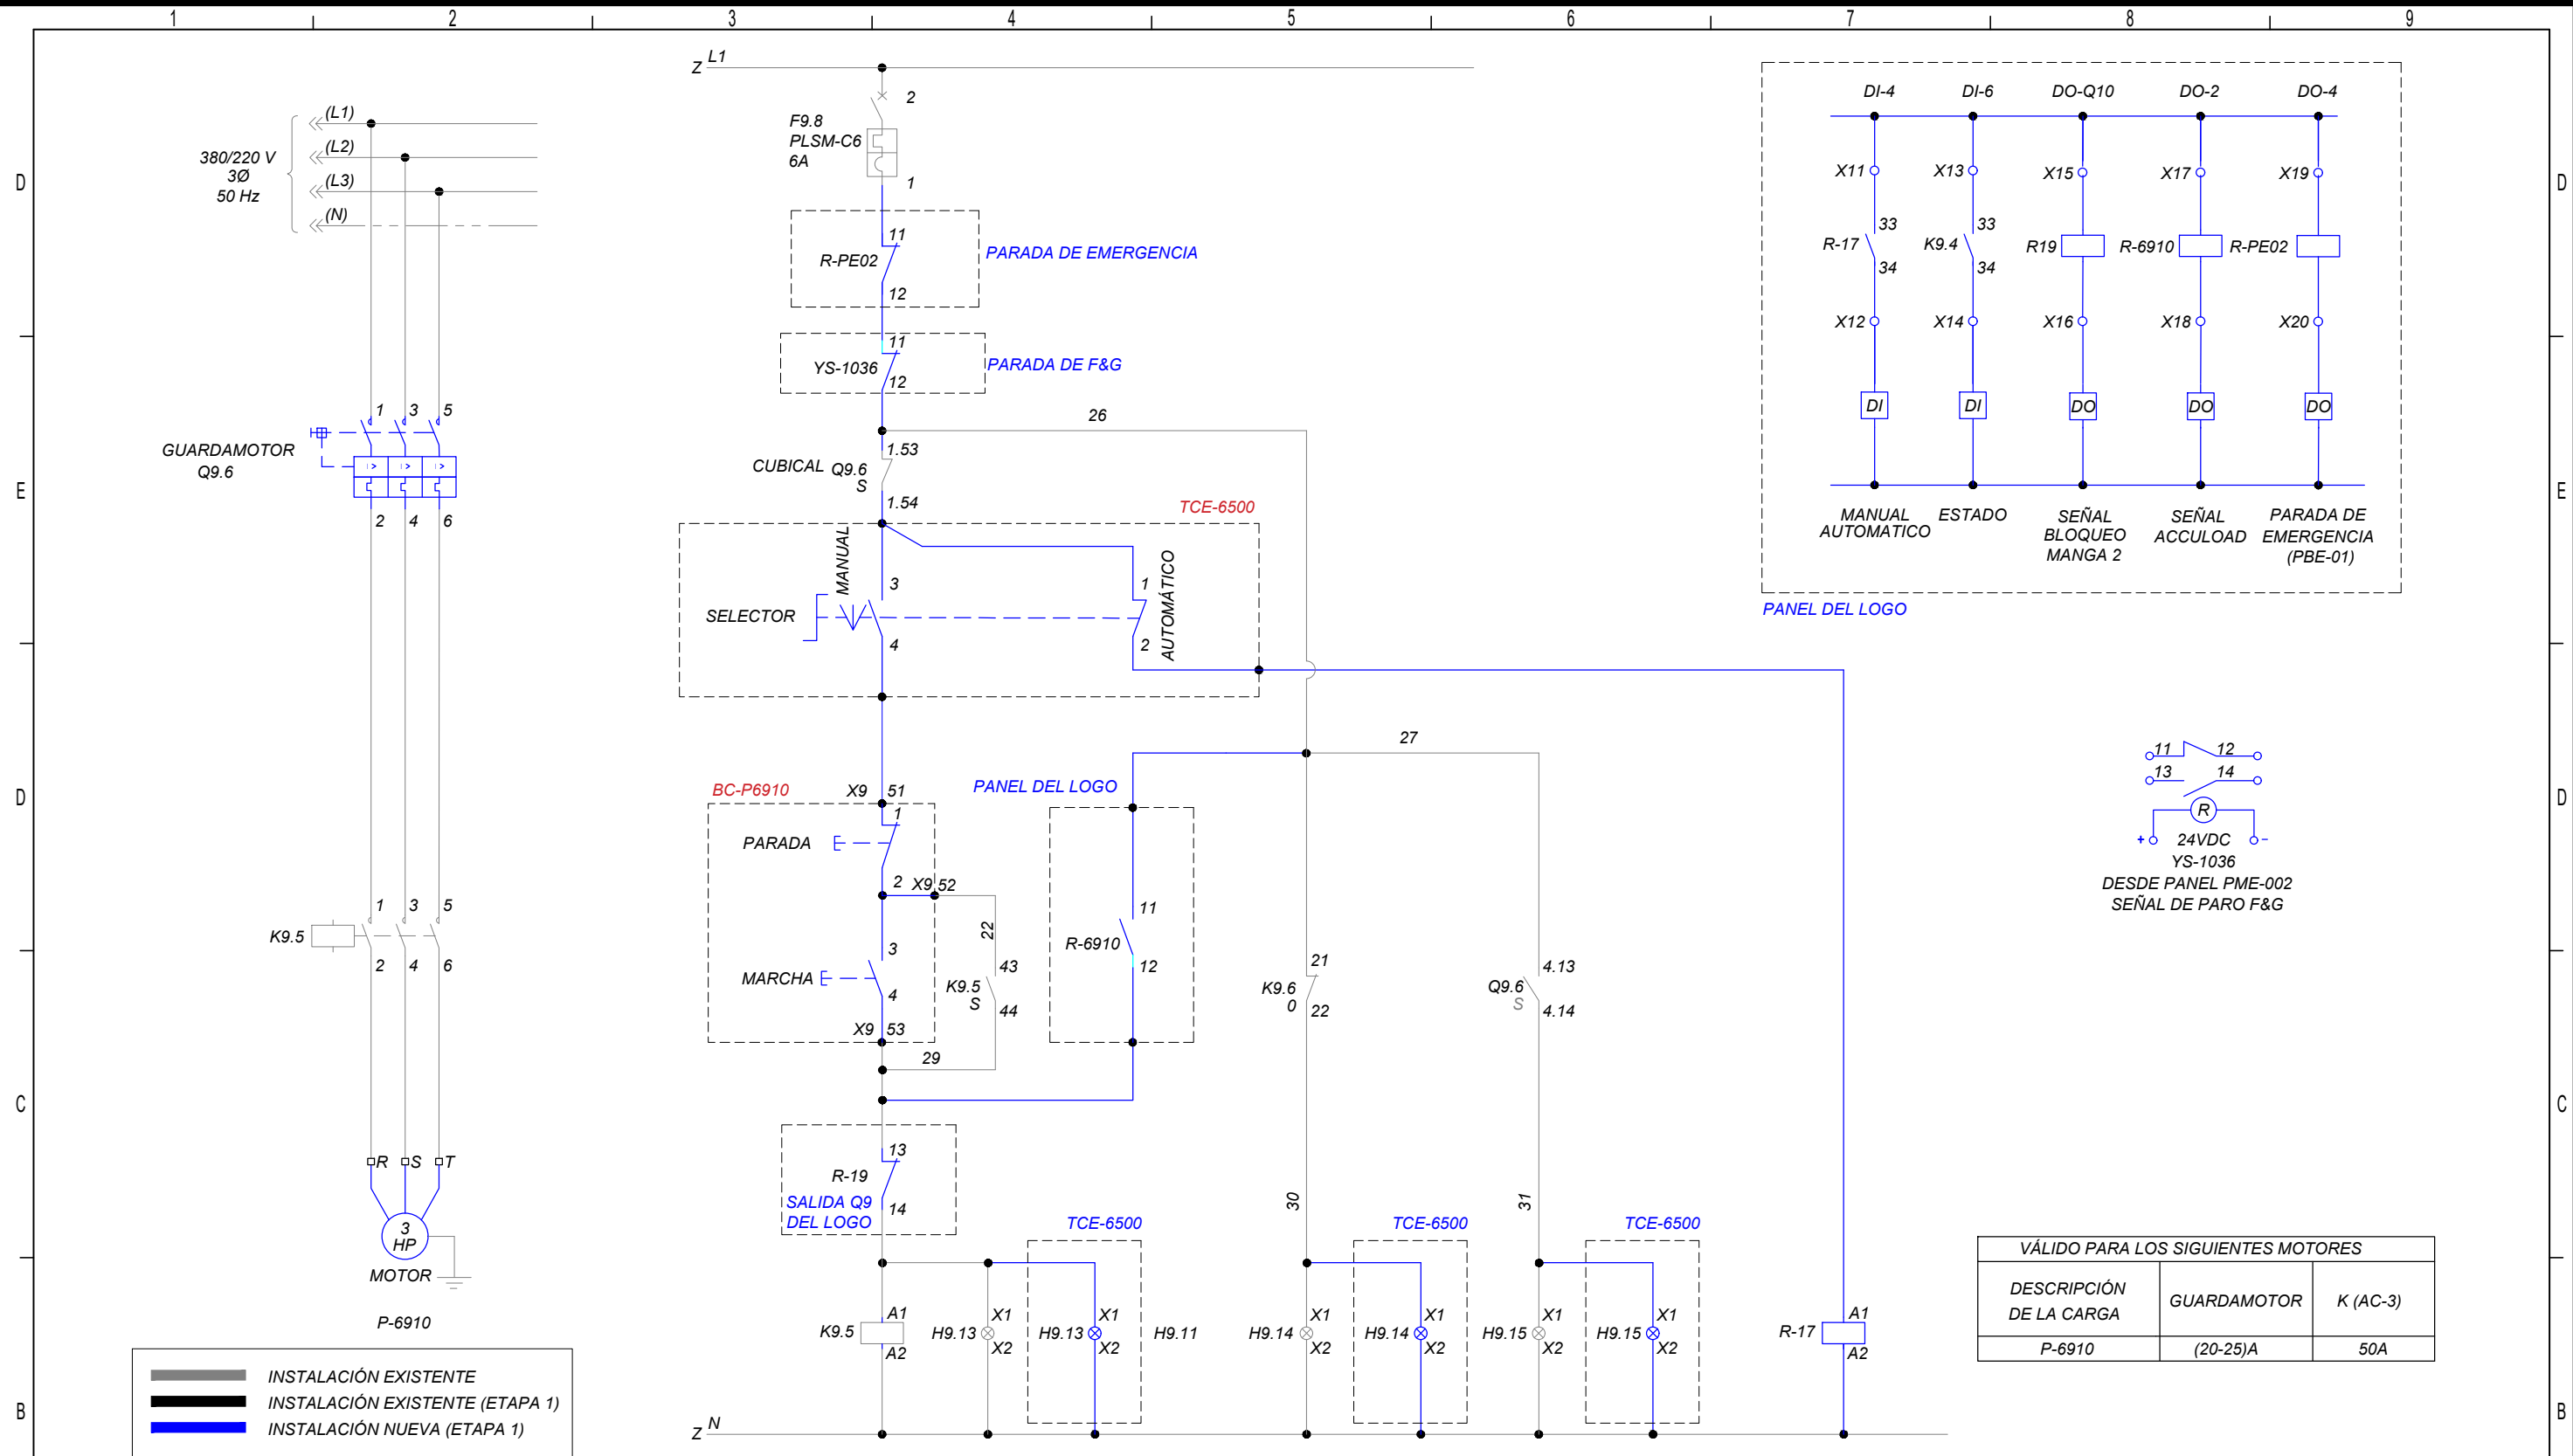 1 2 3 4 5 6 7 8 9
D
E
D
C
B
D
E
D
C
B
(L1)
(L2)
(L3)
(N)
380/220 V
3Ø
50 Hz
1 3 5
GUARDAMOTOR
Q9.6
2 4 6
1 3 5
K9.5
2 4 6
R S T
3
HP
MOTOR
P-6910
INSTALACIÓN EXISTENTE
INSTALACIÓN EXISTENTE (ETAPA 1)
INSTALACIÓN NUEVA (ETAPA 1)
Z L1
2
F9.8
PLSM-C6
6A
1
11
R-PE02
12
PARADA DE EMERGENCIA
11
YS-1036
12
PARADA DE F&G
26
1.53
CUBICAL Q9.6
S
1.54
TCE-6500
MANUAL
3
SELECTOR
4
1
AUTOMÁTICO
2
27
BC-P6910
X9 51
1
PARADA
2
X9 52
22
3
MARCHA
4
X9 53
43
K9.5
S
44
29
PANEL DEL LOGO
11
R-6910
12
21
K9.6
0
22
4.13
Q9.6
S
4.14
13
R-19
SALIDA Q9
14
DEL LOGO
30
31
TCE-6500
TCE-6500
TCE-6500
A1
K9.5
A2
X1
H9.13
X2
X1
H9.13
X2
H9.11
X1
H9.14
X2
X1
H9.14
X2
X1
H9.15
X2
X1
H9.15
X2
A1
R-17
A2
Z N
DI-4 DI-6 DO-Q10 DO-2 DO-4
X11 X13 X15 X17 X19
33 33
R-17 K9.4 R19 R-6910 R-PE02
34 34
X12 X14 X16 X18 X20
DI DI DO DO DO
MANUAL
AUTOMATICO
ESTADO
SEÑAL
BLOQUEO
MANGA 2
SEÑAL
ACCULOAD
PARADA DE
EMERGENCIA
(PBE-01)
PANEL DEL LOGO
11 12
13 14
R
+ 24VDC -
YS-1036
DESDE PANEL PME-002
SEÑAL DE PARO F&G
VÁLIDO PARA LOS SIGUIENTES MOTORES
DESCRIPCIÓN
DE LA CARGA
GUARDAMOTOR
K (AC-3)
P-6910 (20-25)A 50A